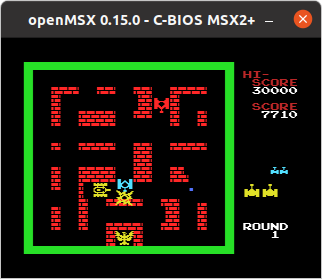 openMSX 0.15.0 - C-BIOS MSX2+
HI-
SCORE
30000
SCORE
7710
ROUND
1